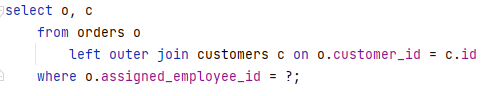 select o, c
from orders o
left outer join customers c on o.customer_id = c.id
where o.assigned_employee_id = ?;